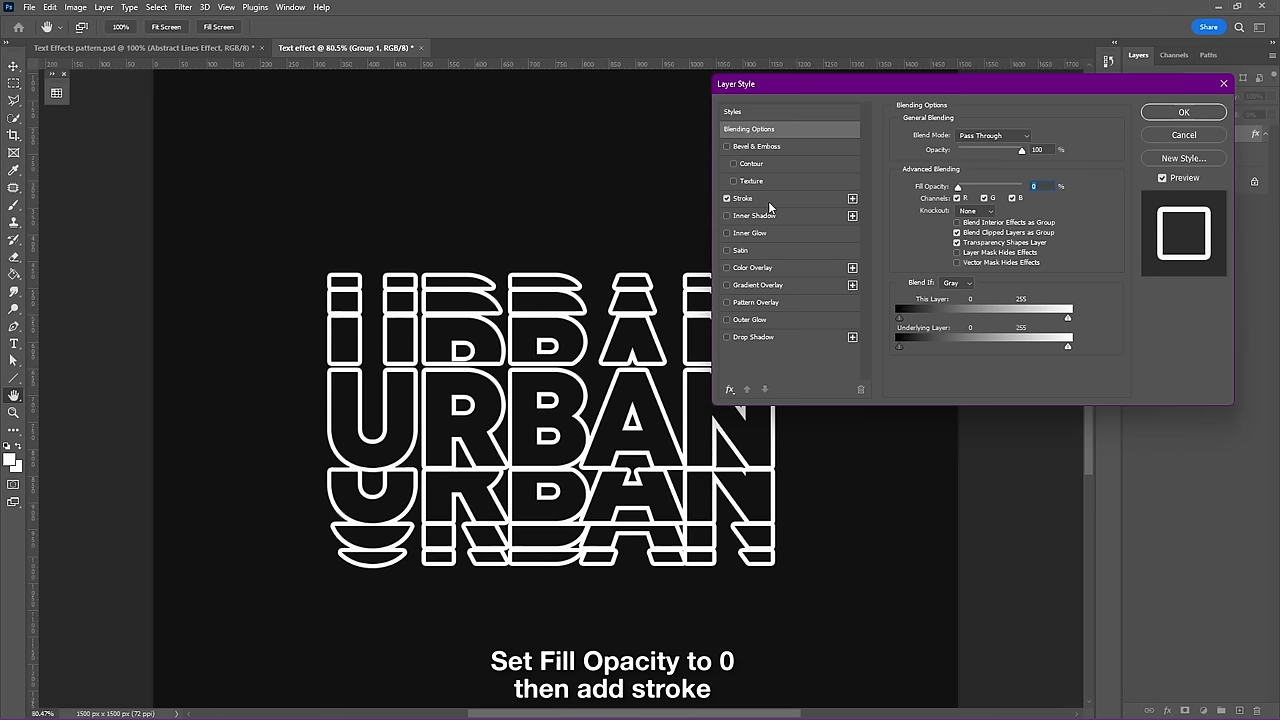 Ps File Edit Image Layer Type Select Filter 3D View Plugins Window Help
100% Fit Screen Fill Screen Share
Text Effects pattern.psd @ 100% (Abstract Lines Effect, RGB/8) * ×
Text effect @ 80.5% (Group 1, RGB/8) * ×
Layers Channels Paths
Layer Style
Styles
Blending Options
Bevel & Emboss
Contour
Texture
Stroke
Inner Shadow
Inner Glow
Satin
Color Overlay
Gradient Overlay
Pattern Overlay
Outer Glow
Drop Shadow
fx
Blending Options
General Blending
Blend Mode: Pass Through
Opacity: 100 %
Advanced Blending
Fill Opacity: 0 %
Channels: R G B
Knockout: None
Blend Interior Effects as Group
Blend Clipped Layers as Group
Transparency Shapes Layer
Layer Mask Hides Effects
Vector Mask Hides Effects
Blend If: Gray
This Layer: 0 255
Underlying Layer: 0 255
OK
Cancel
New Style...
Preview
fx
URBAN
URBAN
URBAN
Set Fill Opacity to 0
then add stroke
80.47% 1500 px x 1500 px (72 ppi)